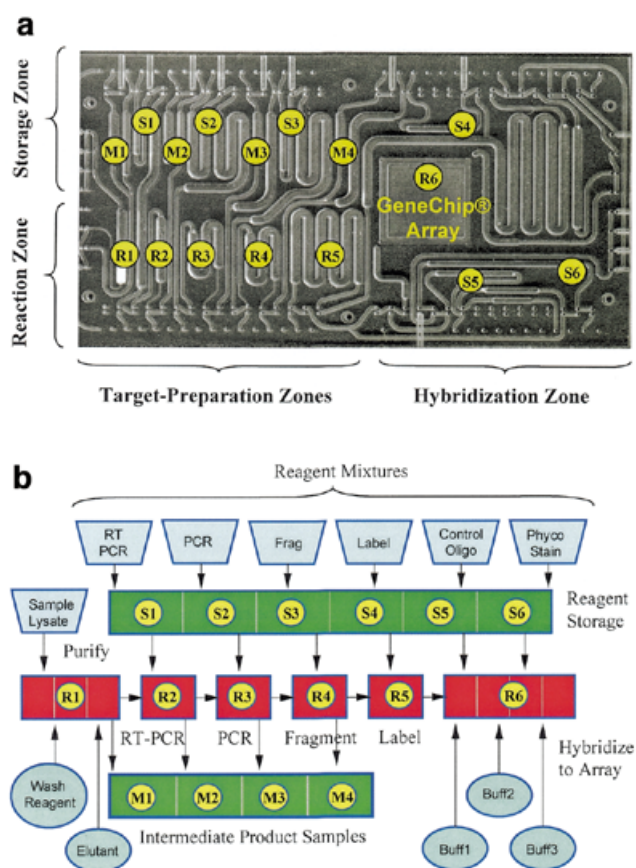 a
Storage Zone
Reaction Zone
S1
S2
S3
S4
M1
M2
M3
M4
R6
GeneChip®
Array
R1
R2
R3
R4
R5
S5
S6
Target-Preparation Zones
Hybridization Zone
b
Reagent Mixtures
RT
PCR
PCR
Frag
Label
Control
Oligo
Phyco
Stain
Sample
Lysate
S1
S2
S3
S4
S5
S6
Reagent
Storage
Purify
R1
R2
R3
R4
R5
R6
RT-PCR
PCR
Fragment
Label
Hybridize
to Array
Wash
Reagent
Elutant
M1
M2
M3
M4
Intermediate Product Samples
Buff1
Buff2
Buff3